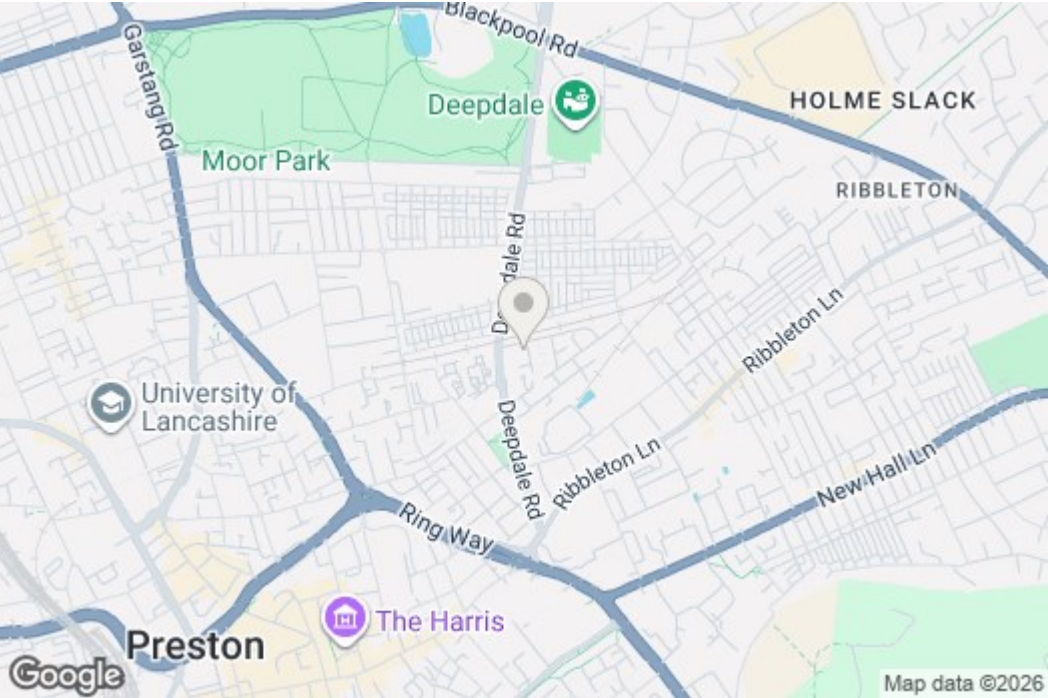 Blackpool Rd
Garstang Rd
Deepdale
HOLME SLACK
Moor Park
RIBBLETON
Deepdale Rd
Ribbleton Ln
University of
Lancashire
Deepdale Rd
Ribbleton Ln
New Hall Ln
Ring Way
The Harris
Preston
Google
Map data ©2026